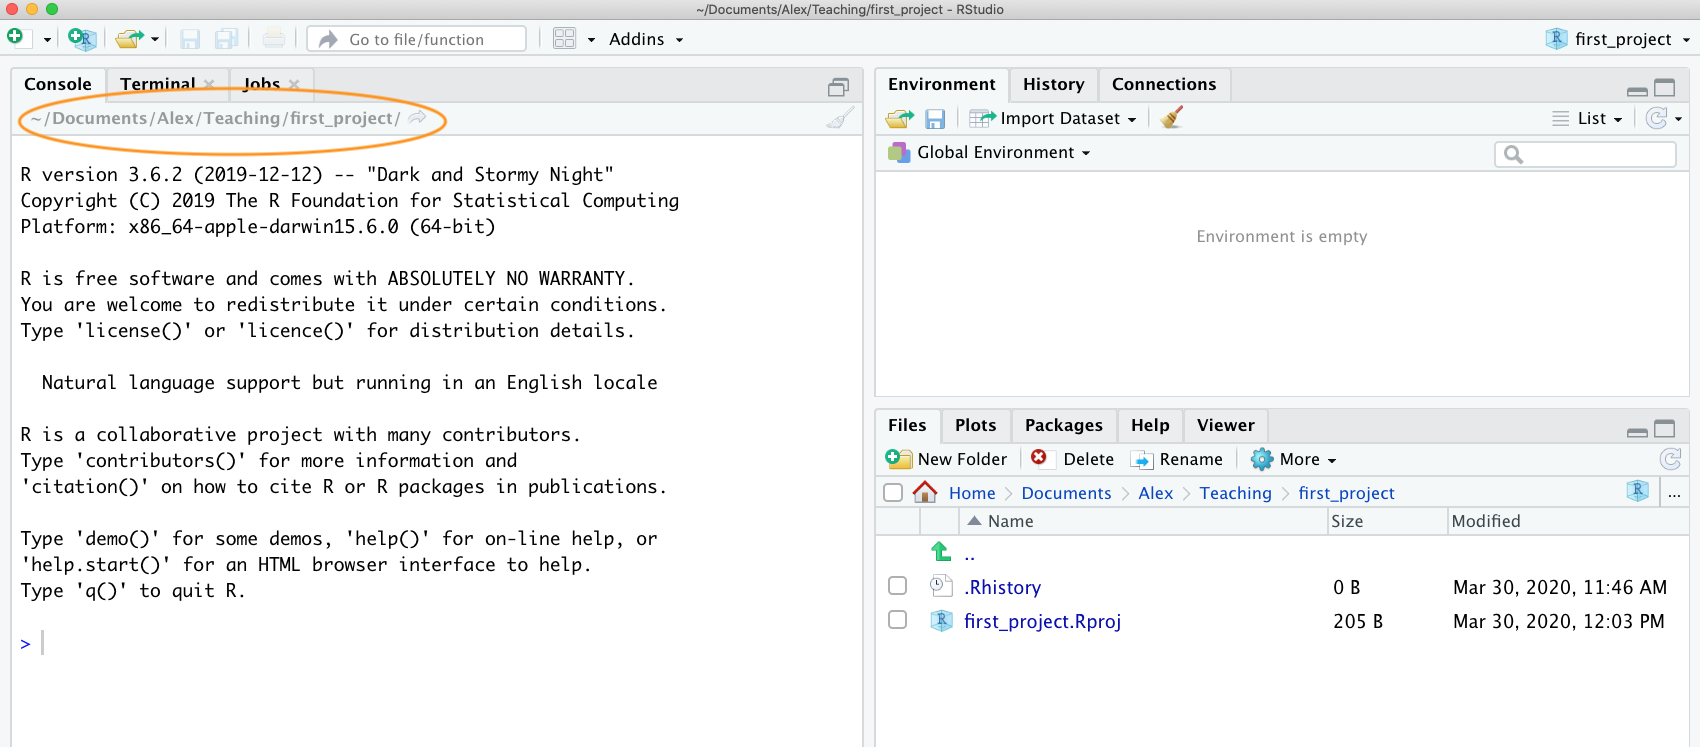 ~/Documents/Alex/Teaching/first_project - RStudio
Go to file/function
Addins
first_project
Console Terminal Jobs
~/Documents/Alex/Teaching/first_project/
R version 3.6.2 (2019-12-12) -- "Dark and Stormy Night"
Copyright (C) 2019 The R Foundation for Statistical Computing
Platform: x86_64-apple-darwin15.6.0 (64-bit)
R is free software and comes with ABSOLUTELY NO WARRANTY.
You are welcome to redistribute it under certain conditions.
Type 'license()' or 'licence()' for distribution details.
Natural language support but running in an English locale
R is a collaborative project with many contributors.
Type 'contributors()' for more information and
'citation()' on how to cite R or R packages in publications.
Type 'demo()' for some demos, 'help()' for on-line help, or
'help.start()' for an HTML browser interface to help.
Type 'q()' to quit R.
>
Environment History Connections
Import Dataset List
Global Environment
Environment is empty
Files Plots Packages Help Viewer
New Folder Delete Rename More
Home Documents Alex Teaching first_project ...
Name Size Modified
..
.Rhistory 0 B Mar 30, 2020, 11:46 AM
first_project.Rproj 205 B Mar 30, 2020, 12:03 PM